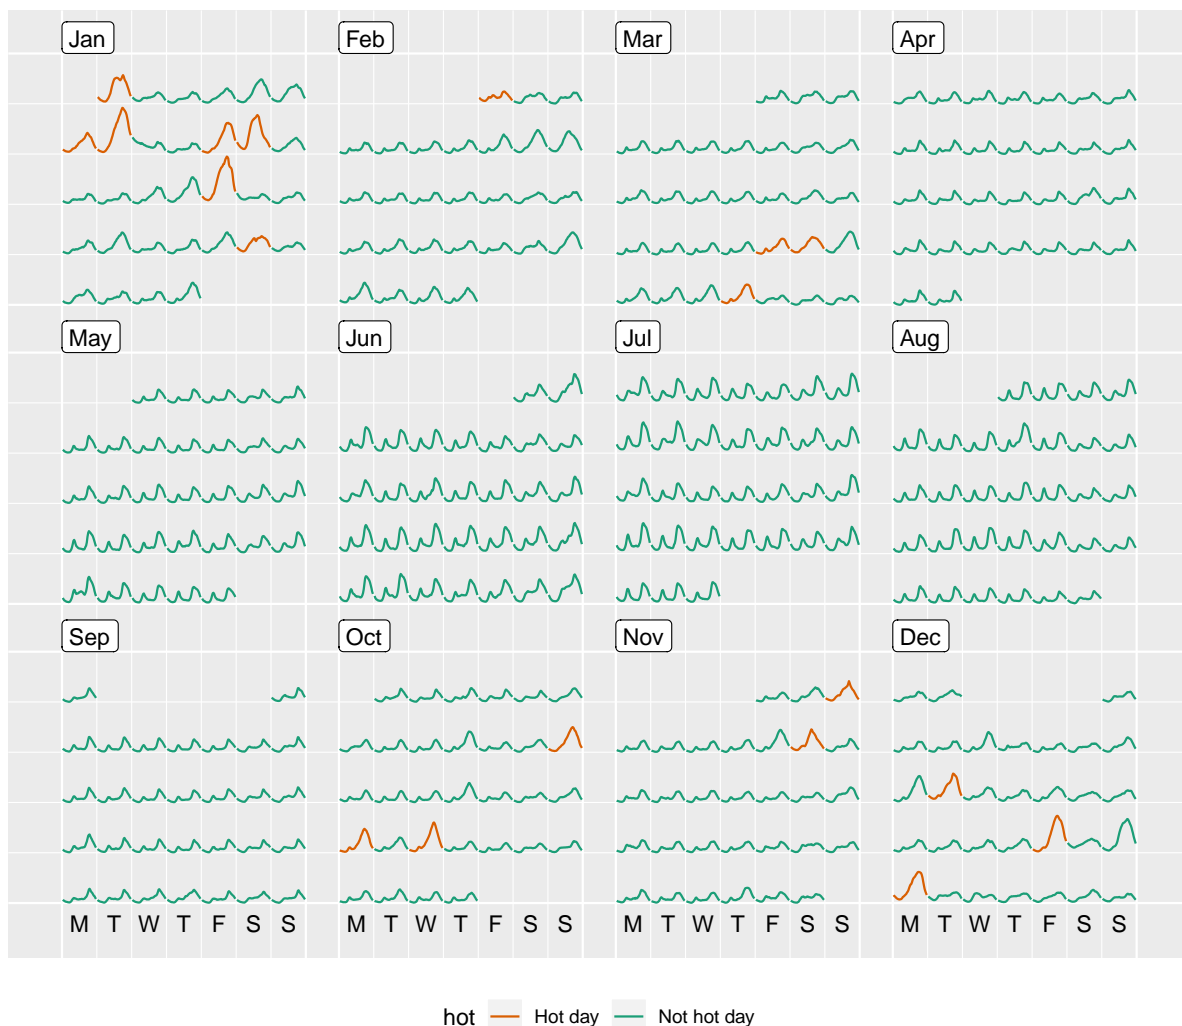 Jan Feb Mar Apr
May Jun Jul Aug
Sep Oct Nov Dec
M T W T F S S M T W T F S S M T W T F S S M T W T F S S
hot Hot day Not hot day